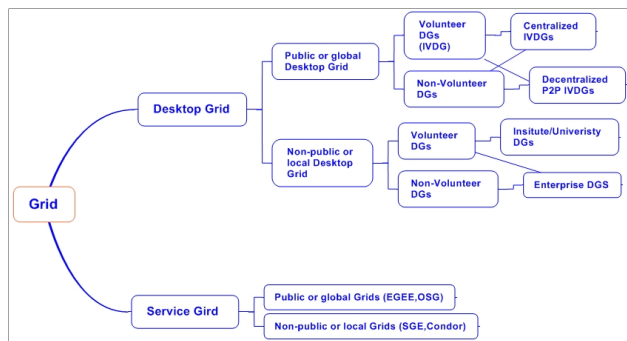 Grid
Desktop Grid
Public or global
Desktop Grid
Volunteer
DGs
(IVDG)
Centralized
IVDGs
Non-Volunteer
DGs
Decentralized
P2P IVDGs
Non-public or
local Desktop
Grid
Volunteer
DGs
Insitute/Univeristy
DGs
Non-Volunteer
DGs
Enterprise DGS
Service Gird
Public or global Grids (EGEE,OSG)
Non-public or local Grids (SGE,Condor)